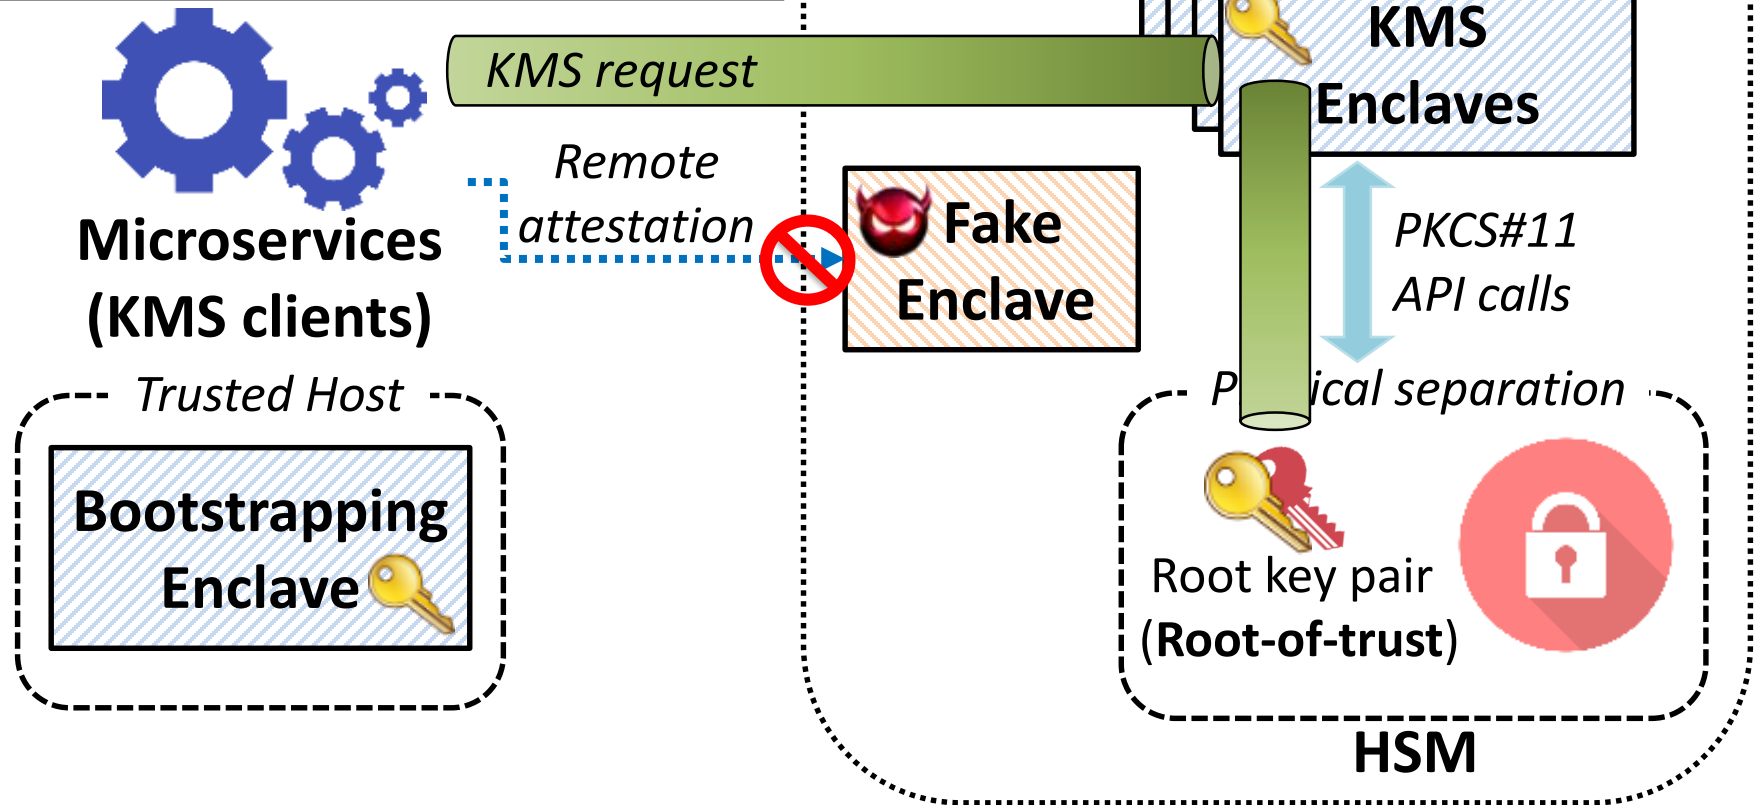 KMS
Enclaves
KMS request
Remote
attestation
Microservices
(KMS clients)
Fake
Enclave
PKCS#11
API calls
Trusted Host
Bootstrapping
Enclave
separation
Root key pair
(Root-of-trust)
HSM